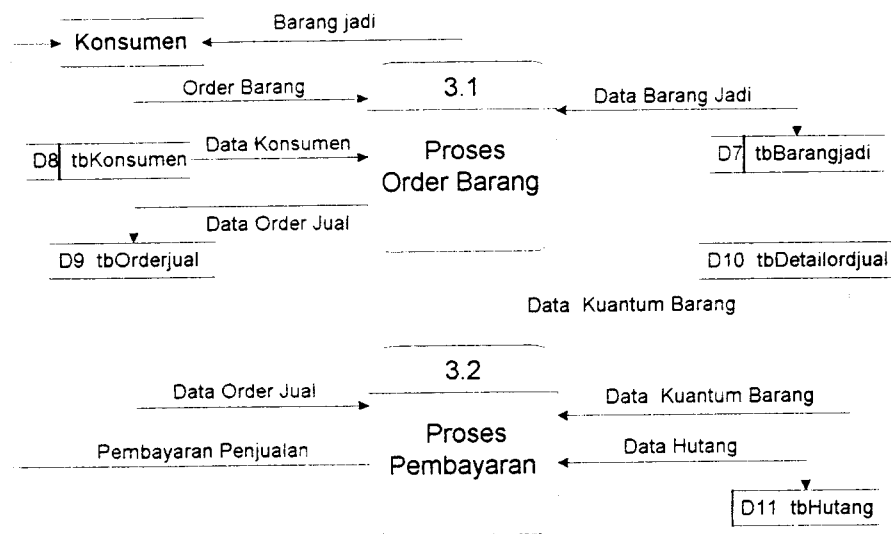 Barang jadi
Konsumen
Order Barang
3.1
Data Barang Jadi
D8 tbKonsumen
Data Konsumen
Proses
Order Barang
D7 tbBarangjadi
Data Order Jual
D9 tbOrderjual
D10 tbDetailordjual
Data Kuantum Barang
3.2
Data Order Jual
Data Kuantum Barang
Pembayaran Penjualan
Proses
Pembayaran
Data Hutang
D11 tbHutang